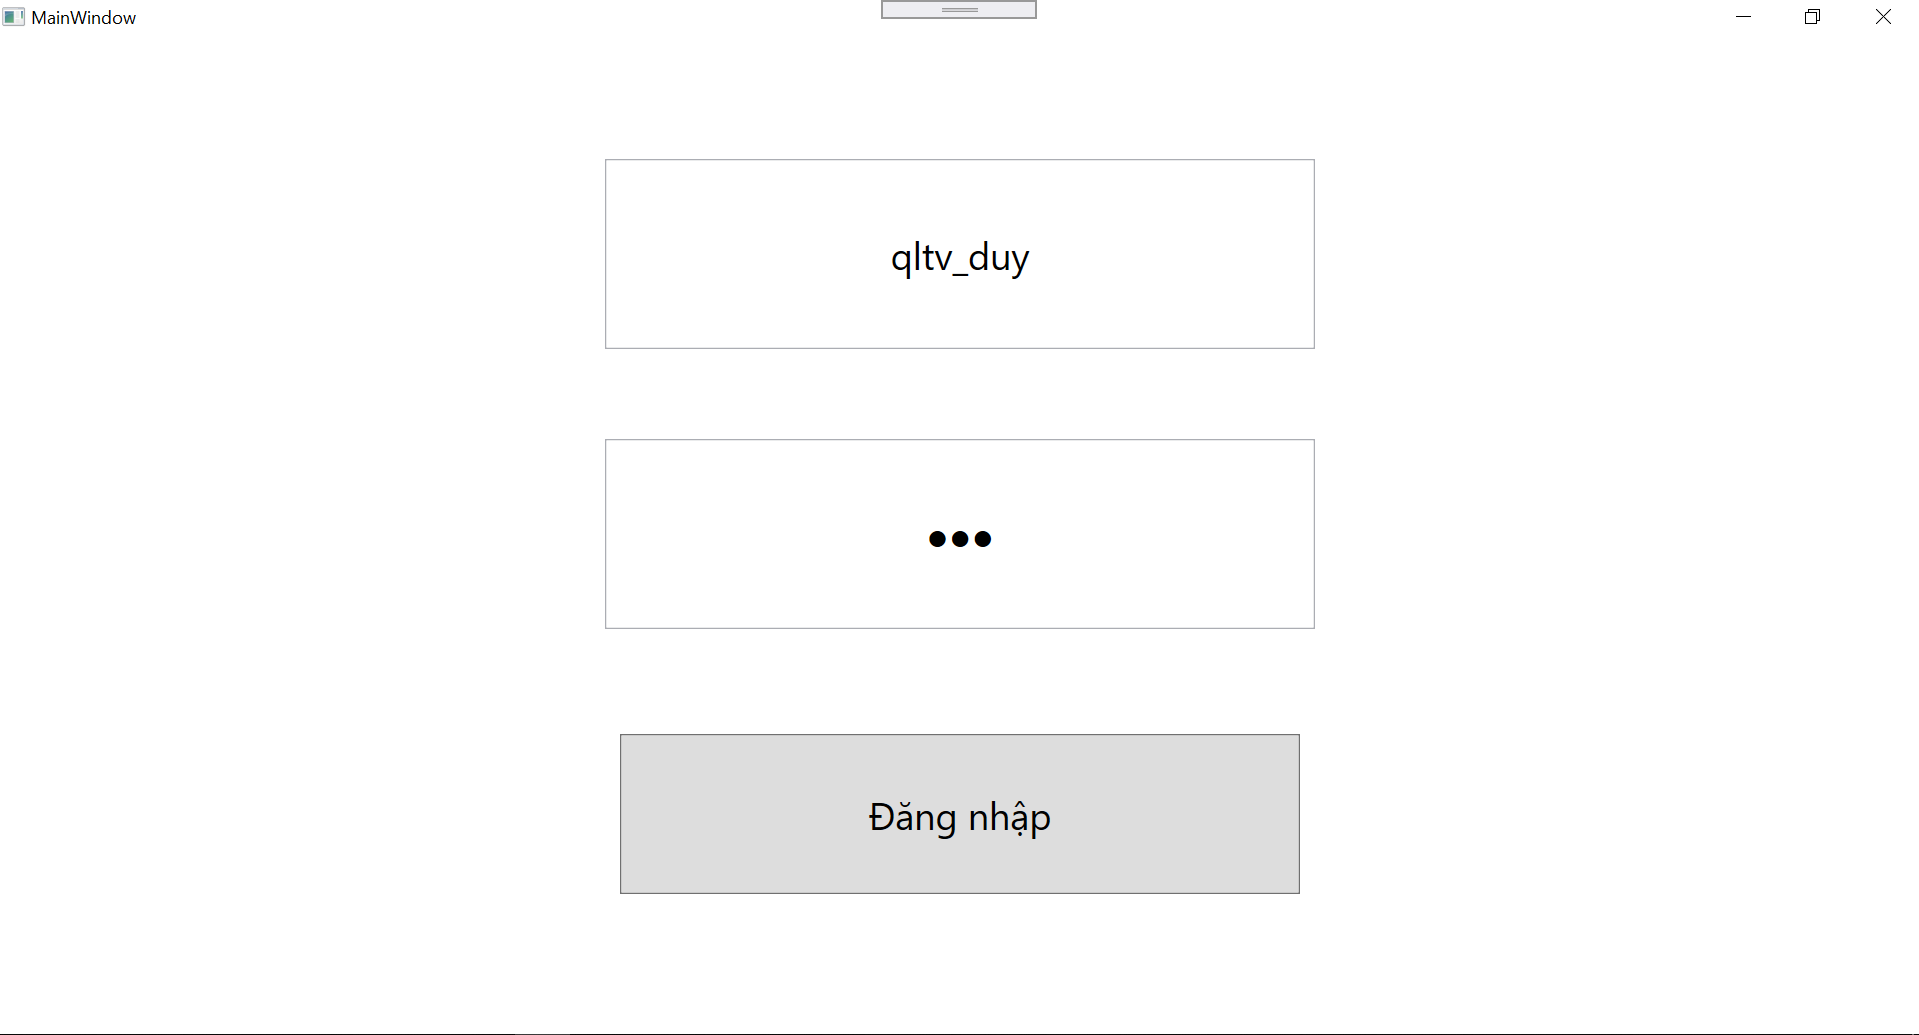 MainWindow
qltv_duy
●●●
Đăng nhập